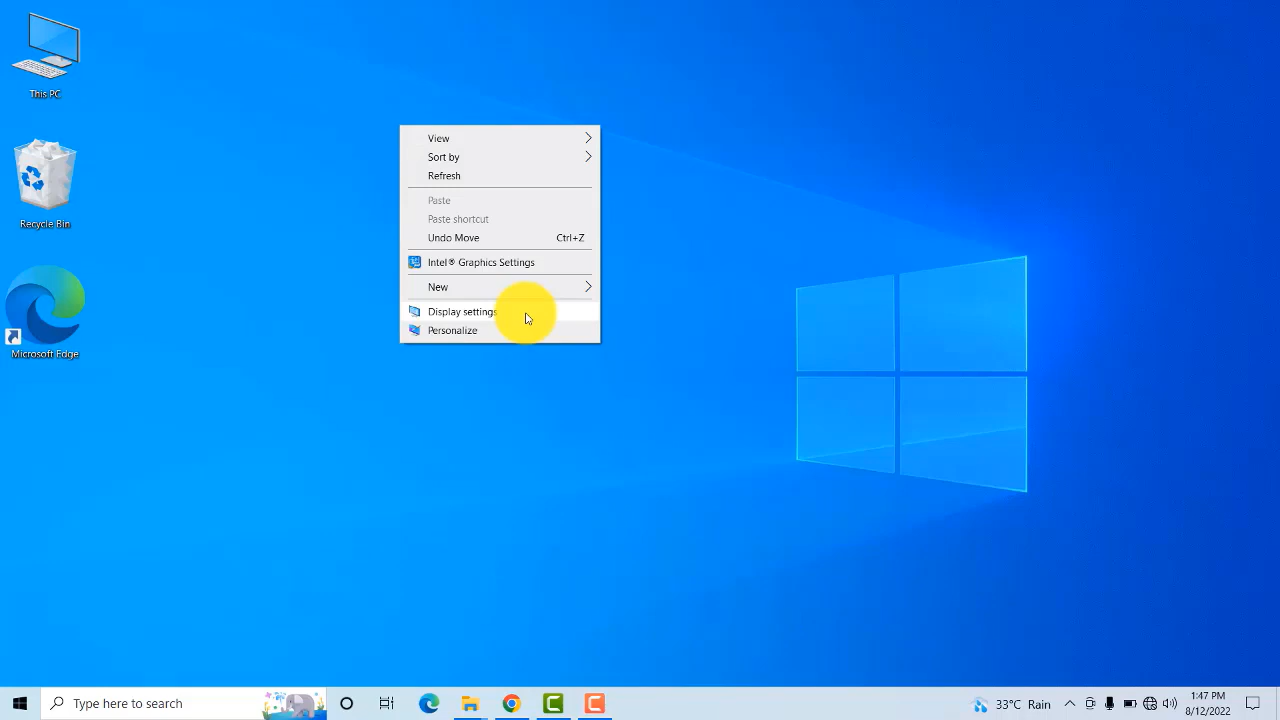 This PC
Recycle Bin
Microsoft Edge
View
Sort by
Refresh
Paste
Paste shortcut
Undo Move Ctrl+Z
Intel® Graphics Settings
New
Display settings
Personalize
Type here to search
33°C Rain
1:47 PM
8/12/2022